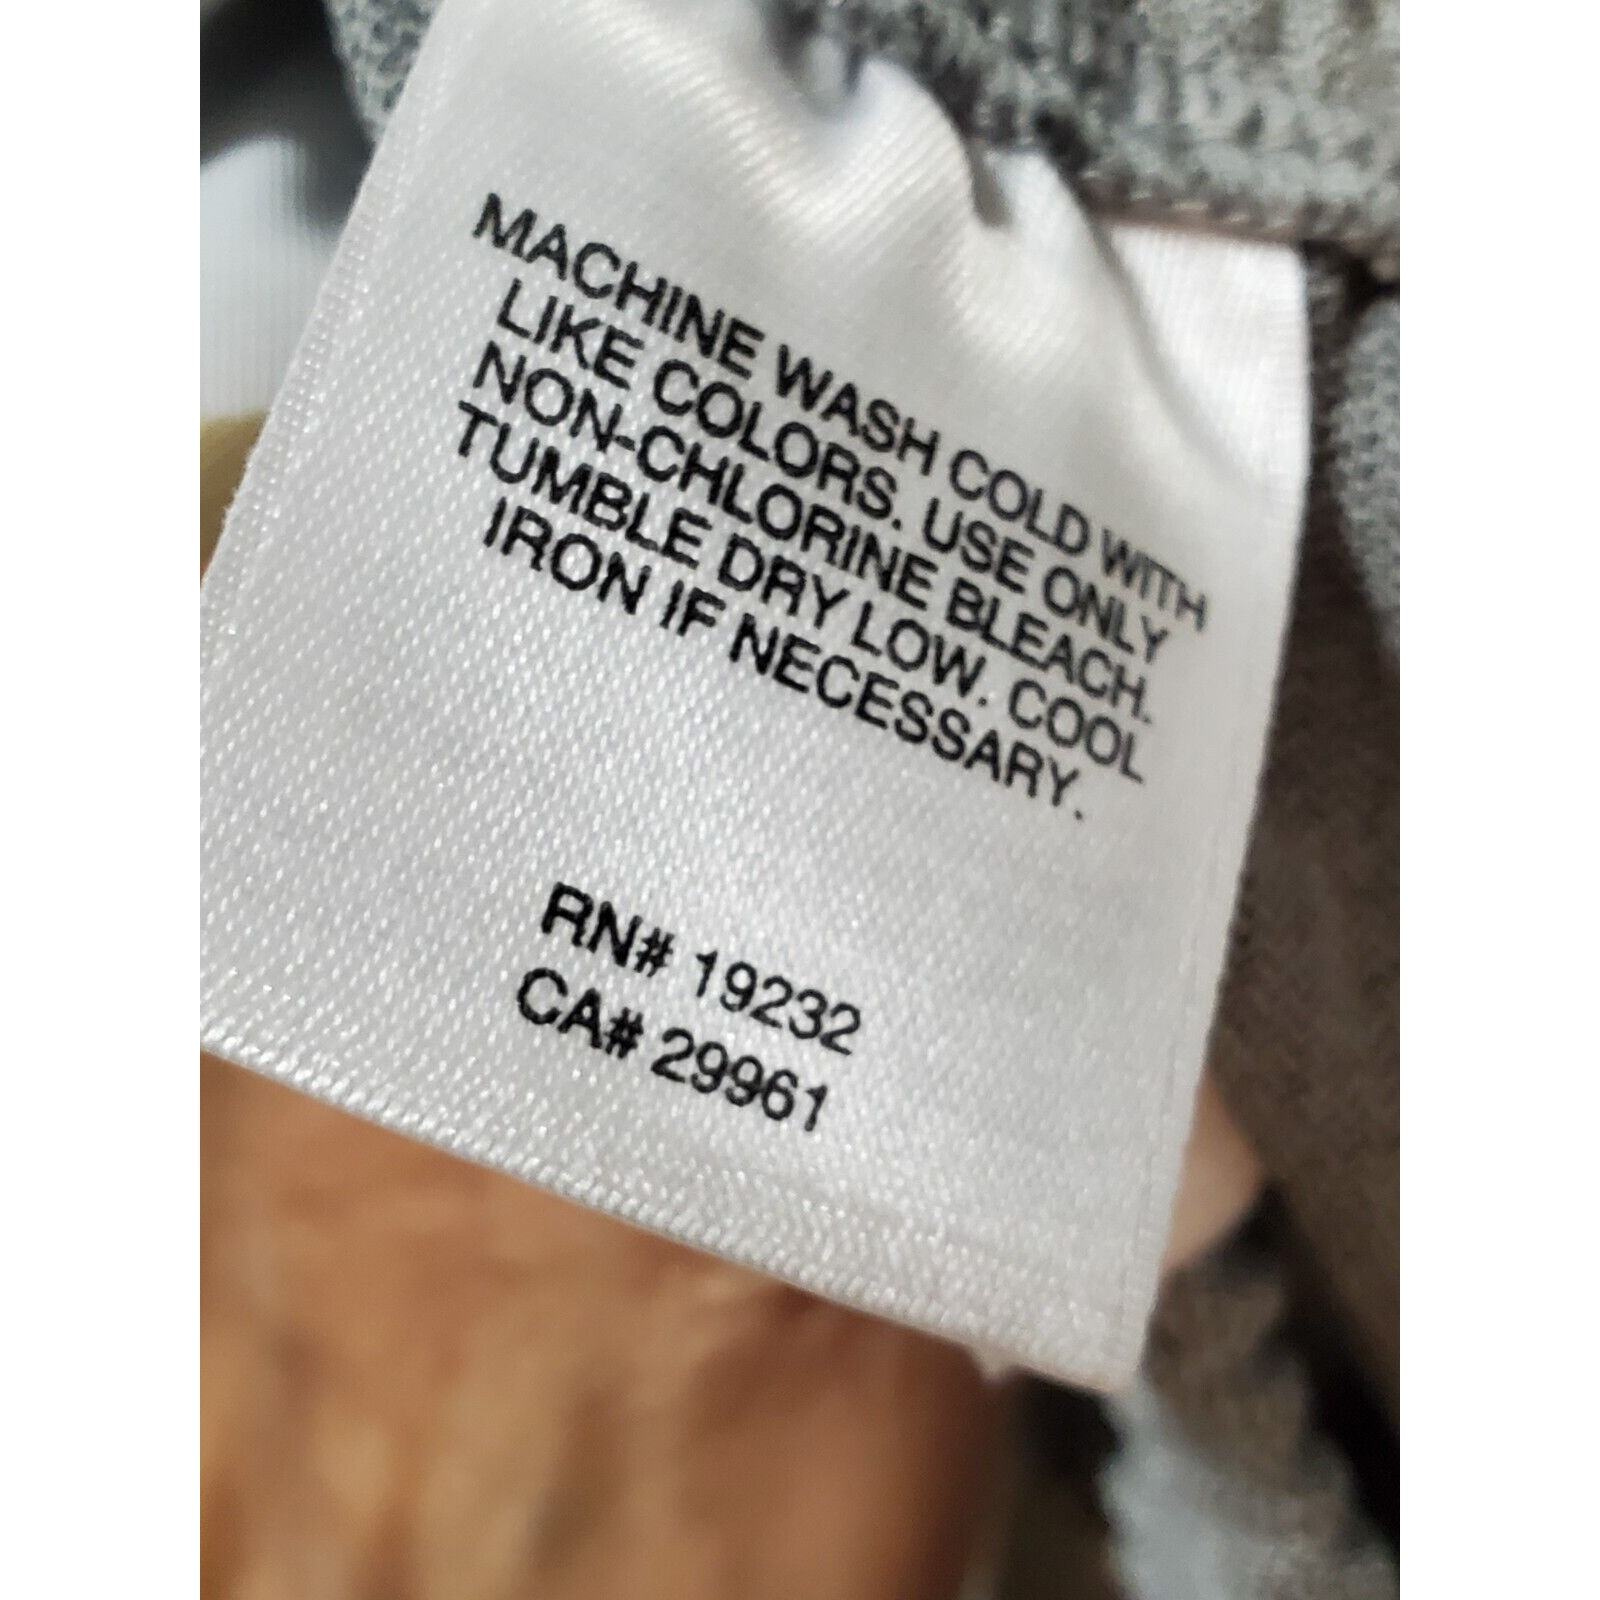 MACHINE WASH COLD WITH
LIKE COLORS. USE ONLY
NON-CHLORINE BLEACH.
TUMBLE DRY LOW. COOL
IRON IF NECESSARY.
RN# 19232
CA# 29961